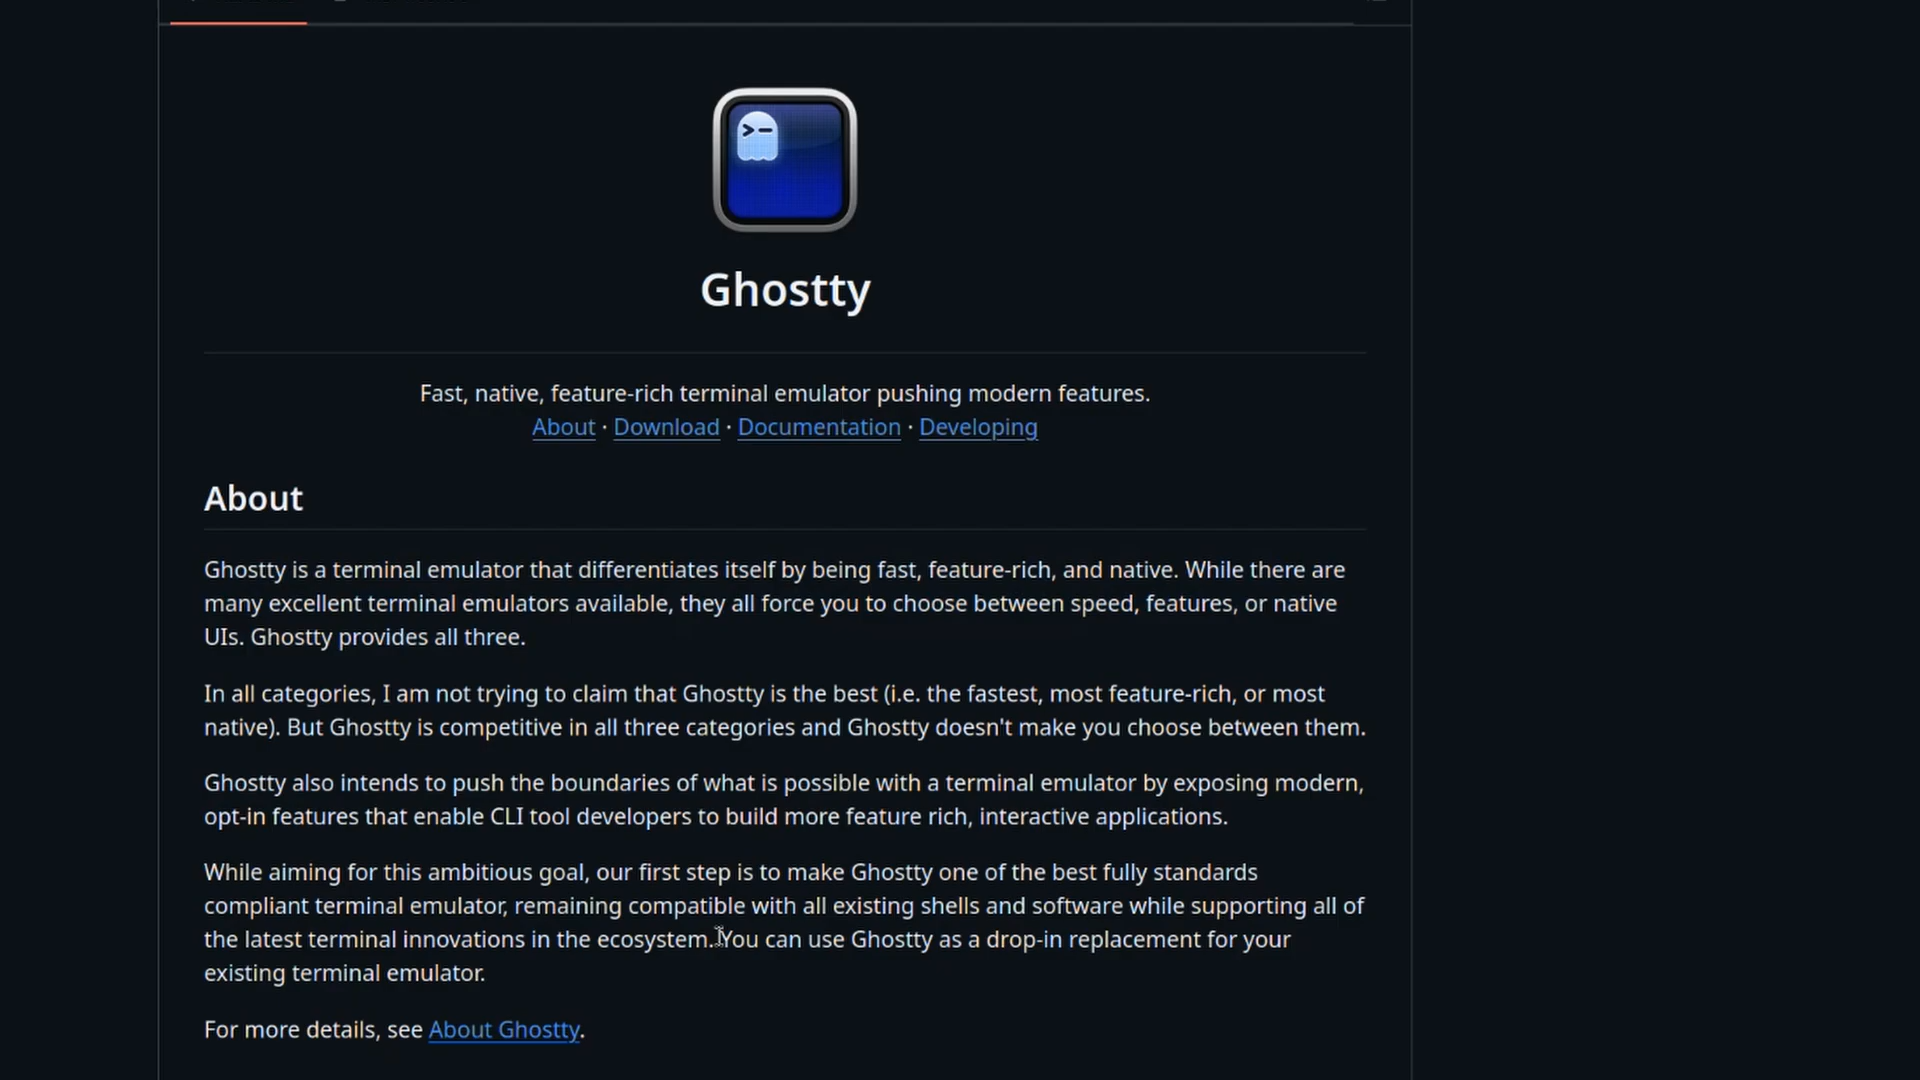 Ghostty
Fast, native, feature-rich terminal emulator pushing modern features.
About · Download · Documentation · Developing
About
Ghostty is a terminal emulator that differentiates itself by being fast, feature-rich, and native. While there are
many excellent terminal emulators available, they all force you to choose between speed, features, or native
UIs. Ghostty provides all three.
In all categories, I am not trying to claim that Ghostty is the best (i.e. the fastest, most feature-rich, or most
native). But Ghostty is competitive in all three categories and Ghostty doesn't make you choose between them.
Ghostty also intends to push the boundaries of what is possible with a terminal emulator by exposing modern,
opt-in features that enable CLI tool developers to build more feature rich, interactive applications.
While aiming for this ambitious goal, our first step is to make Ghostty one of the best fully standards
compliant terminal emulator, remaining compatible with all existing shells and software while supporting all of
the latest terminal innovations in the ecosystem. You can use Ghostty as a drop-in replacement for your
existing terminal emulator.
For more details, see About Ghostty.